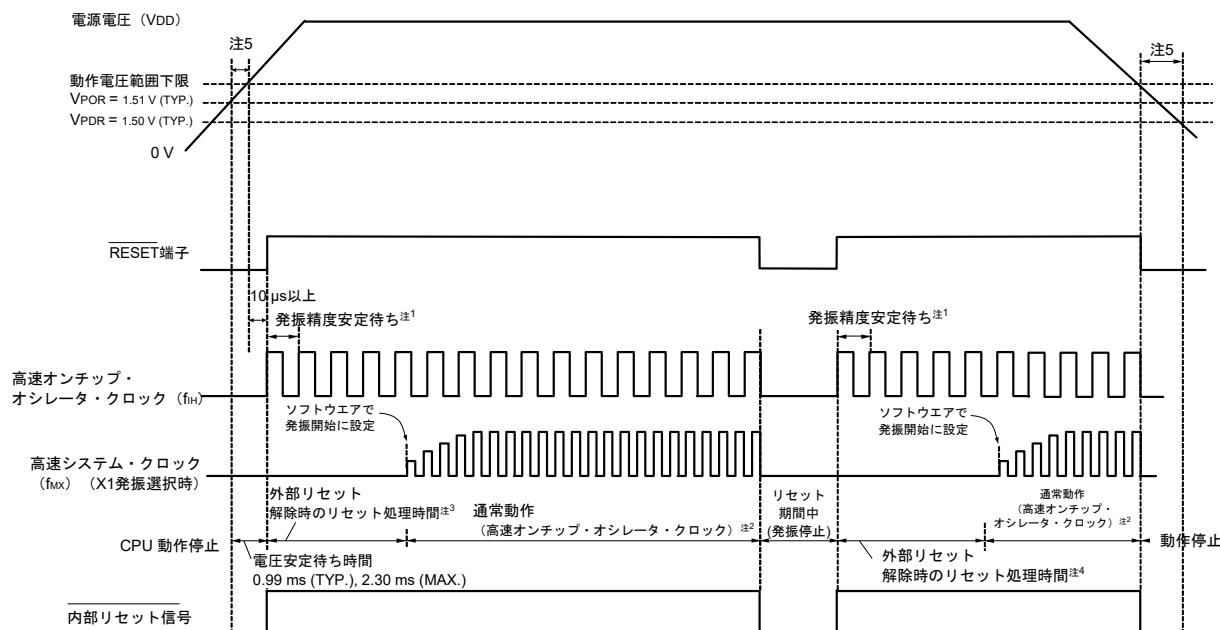 電源電圧（VDD）
注5
注5
動作電圧範囲下限
VPOR = 1.51 V (TYP.)
VPDR = 1.50 V (TYP.)
0 V
RESET端子
10 μs以上
発振精度安定待ち注1
発振精度安定待ち注1
高速オンチップ・
オシレータ・クロック（fIH）
ソフトウエアで
発振開始に設定
ソフトウエアで
発振開始に設定
高速システム・クロック
（fMX）（X1発振選択時）
外部リセット
解除時のリセット処理時間注3
通常動作
（高速オンチップ・オシレータ・クロック）注2
リセット
期間中
(発振停止)
通常動作
（高速オンチップ・
オシレータ・クロック）注2
CPU 動作停止
動作停止
電圧安定待ち時間
0.99 ms (TYP.), 2.30 ms (MAX.)
外部リセット
解除時のリセット処理時間注4
内部リセット信号